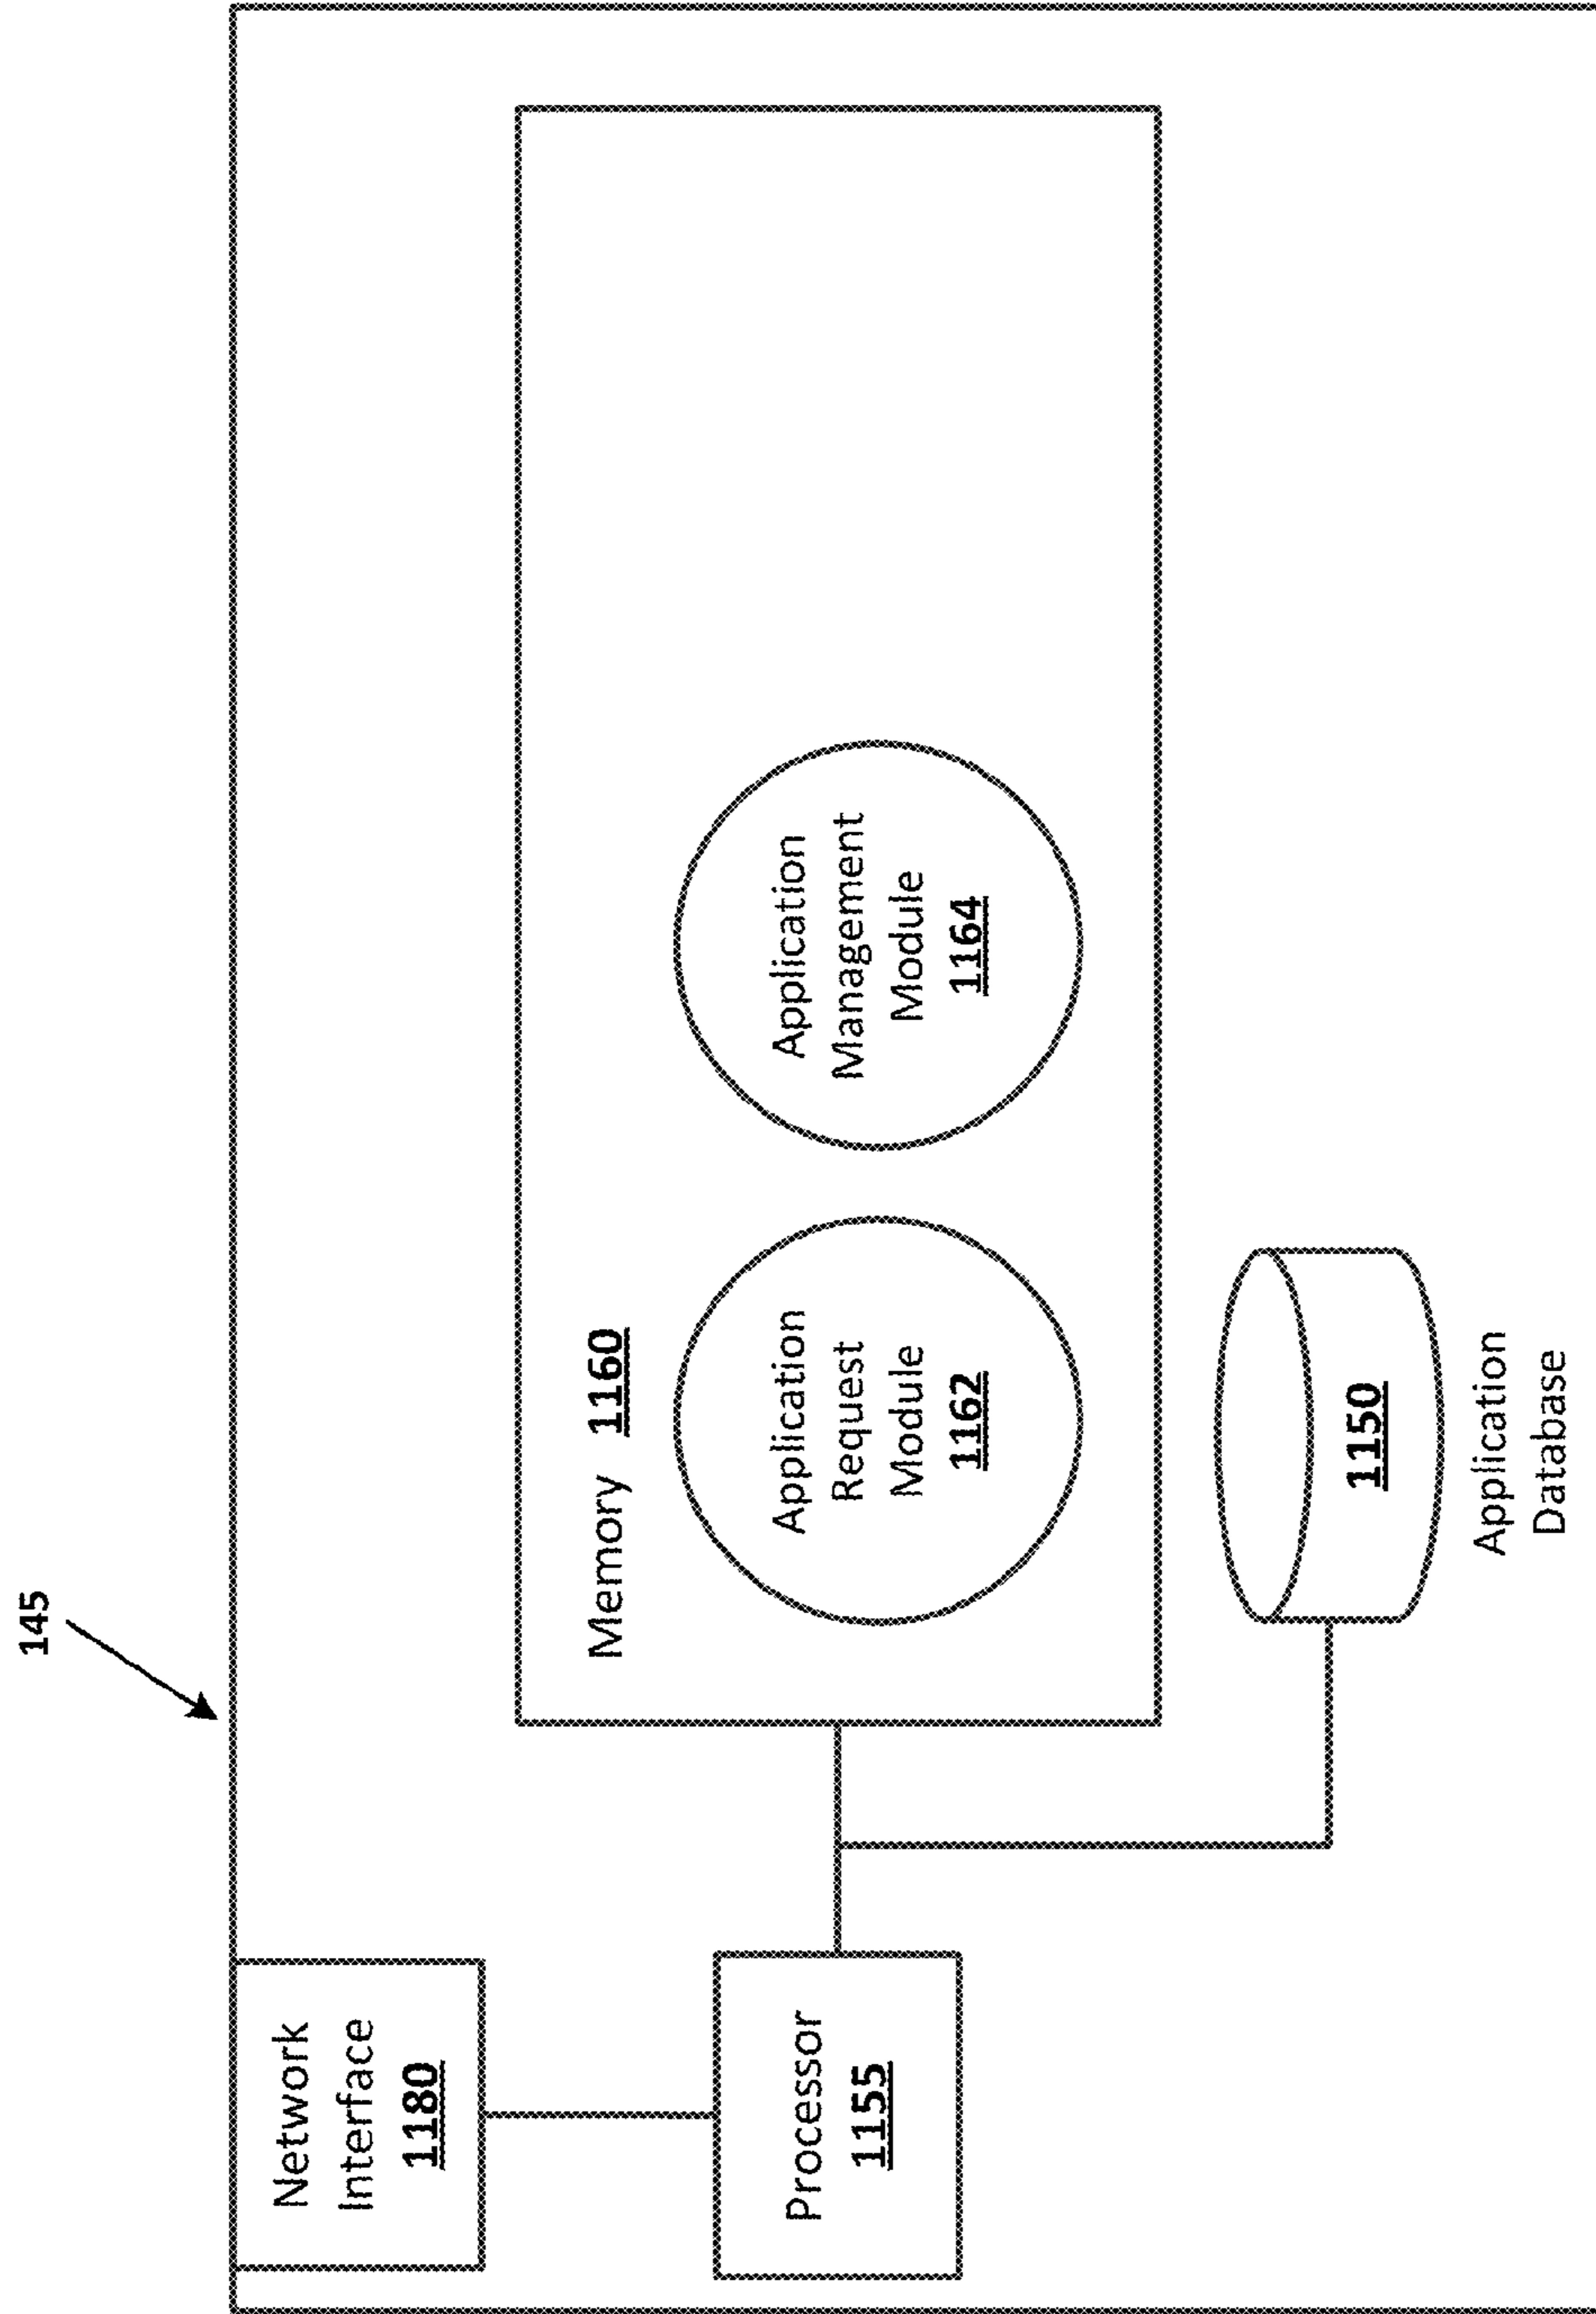 145
Network
Interface
1180
Processor
1155
Memory 1160
Application
Request
Module
1162
Application
Management
Module
1164
1150
Application
Database